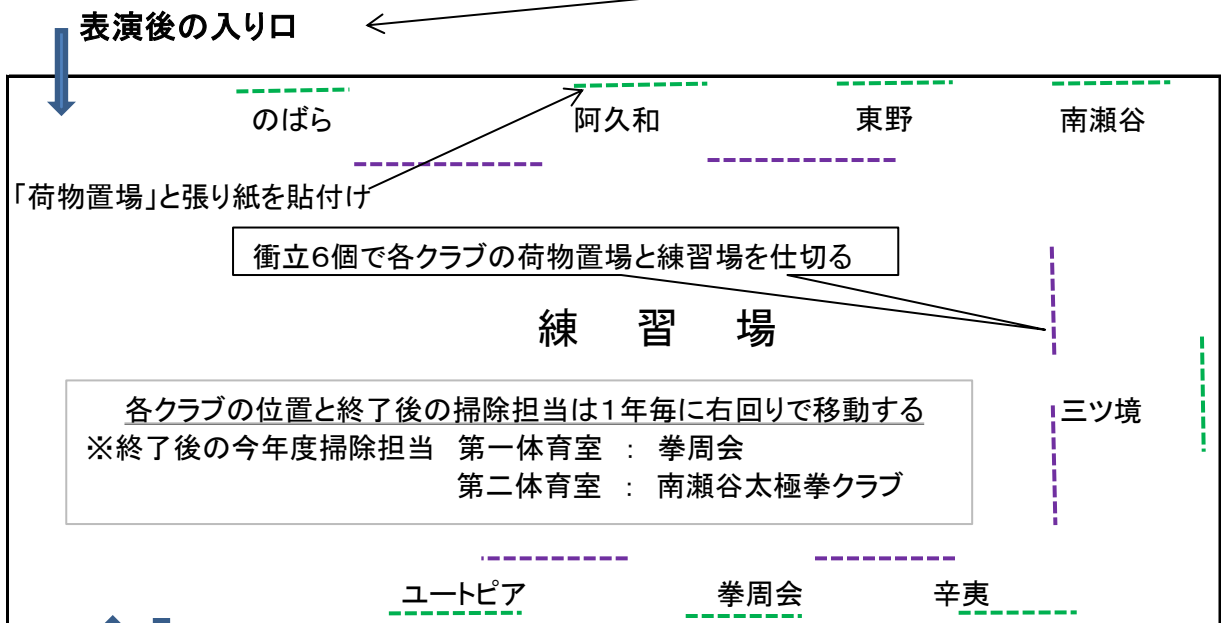 表演後の入り口
のばら 阿久和 東野 南瀬谷
「荷物置場」と張り紙を貼付け
衝立6個で各クラブの荷物置場と練習場を仕切る
練 習 場
各クラブの位置と終了後の掃除担当は1年毎に右回りで移動する
※終了後の今年度掃除担当 第一体育室 : 拳周会
第二体育室 : 南瀬谷太極拳クラブ
三ツ境
ユートピア 拳周会 辛夷